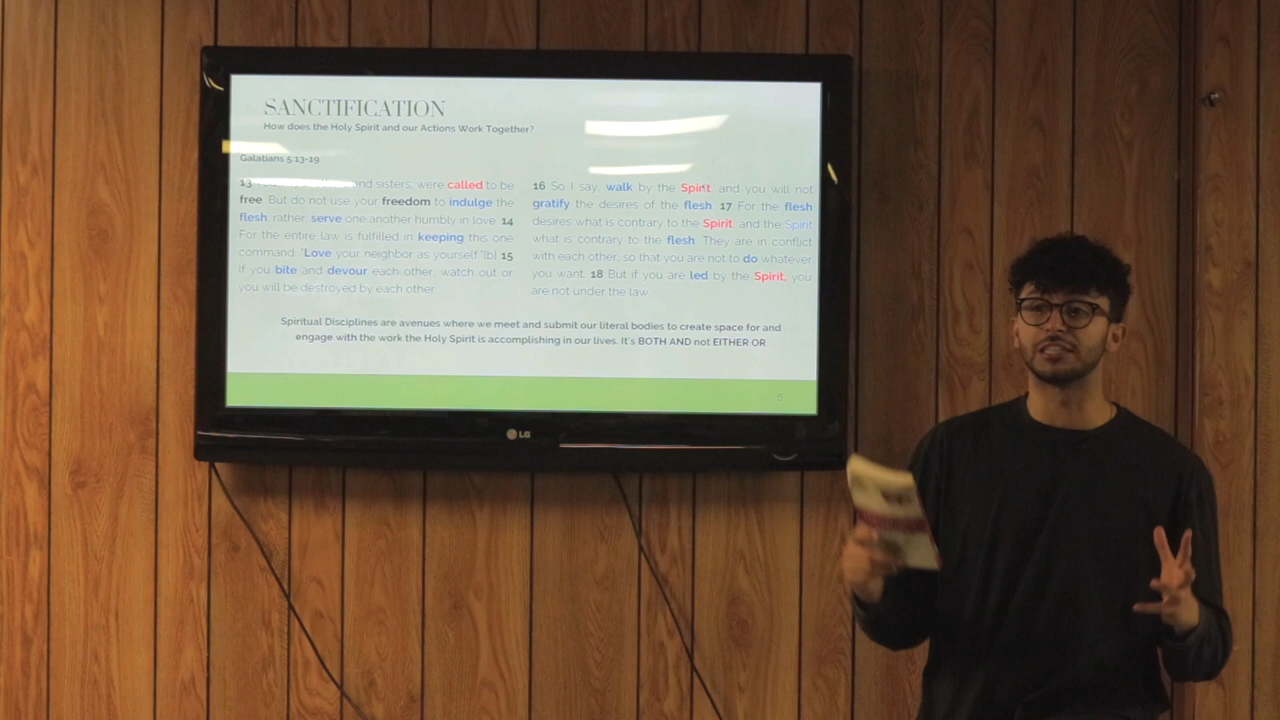 SANCTIFICATION
How does the Holy Spirit and our Actions Work Together?
Galatians 5:13-19
13 and sisters, were called to be
free. But do not use your freedom to indulge the
flesh; rather, serve one another humbly in love. 14
For the entire law is fulfilled in keeping this one
command: "Love your neighbor as yourself."[b] 15
If you bite and devour each other, watch out or
you will be destroyed by each other.
16 So I say, walk by the Spirit, and you will not
gratify the desires of the flesh. 17 For the flesh
desires what is contrary to the Spirit, and the Spirit
what is contrary to the flesh. They are in conflict
with each other, so that you are not to do whatever
you want. 18 But if you are led by the Spirit, you
are not under the law.
Spiritual Disciplines are avenues where we meet and submit our literal bodies to create space for and
engage with the work the Holy Spirit is accomplishing in our lives. It's BOTH AND not EITHER OR
LG